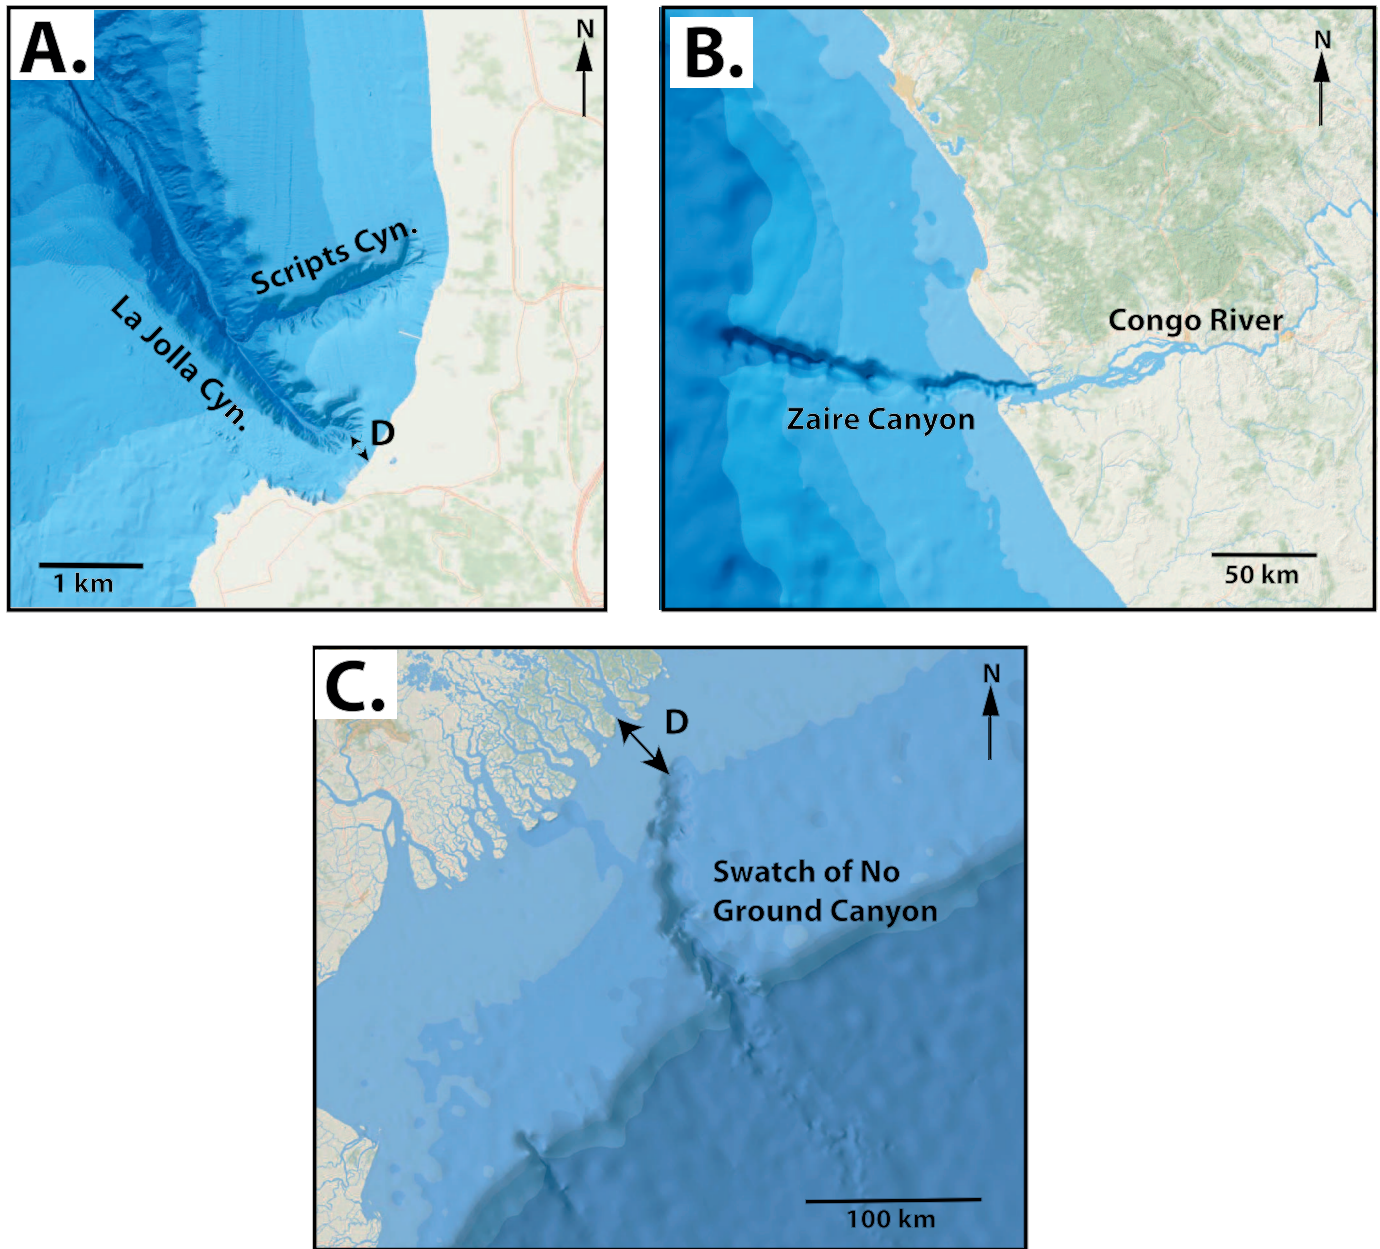 A.
N
Scripts Cyn.
La Jolla Cyn.
D
1 km
B.
N
Congo River
Zaire Canyon
50 km
C.
N
D
Swatch of No
Ground Canyon
100 km